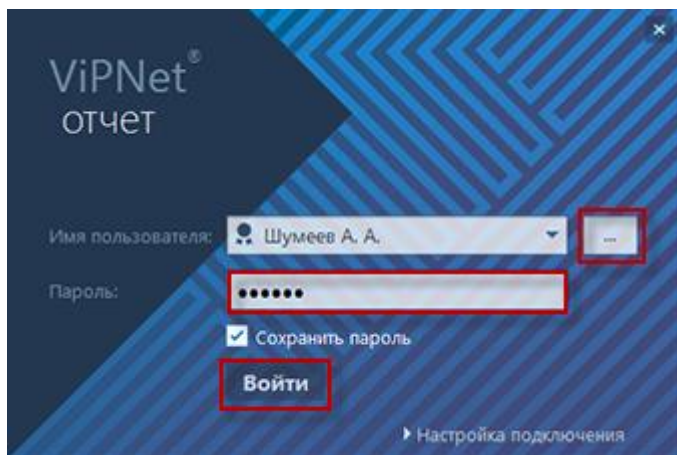 ViPNet®
отчет
Имя пользователя: Шумеев А. А. ...
Пароль: ●●●●●●
Сохранить пароль
Войти
Настройка подключения